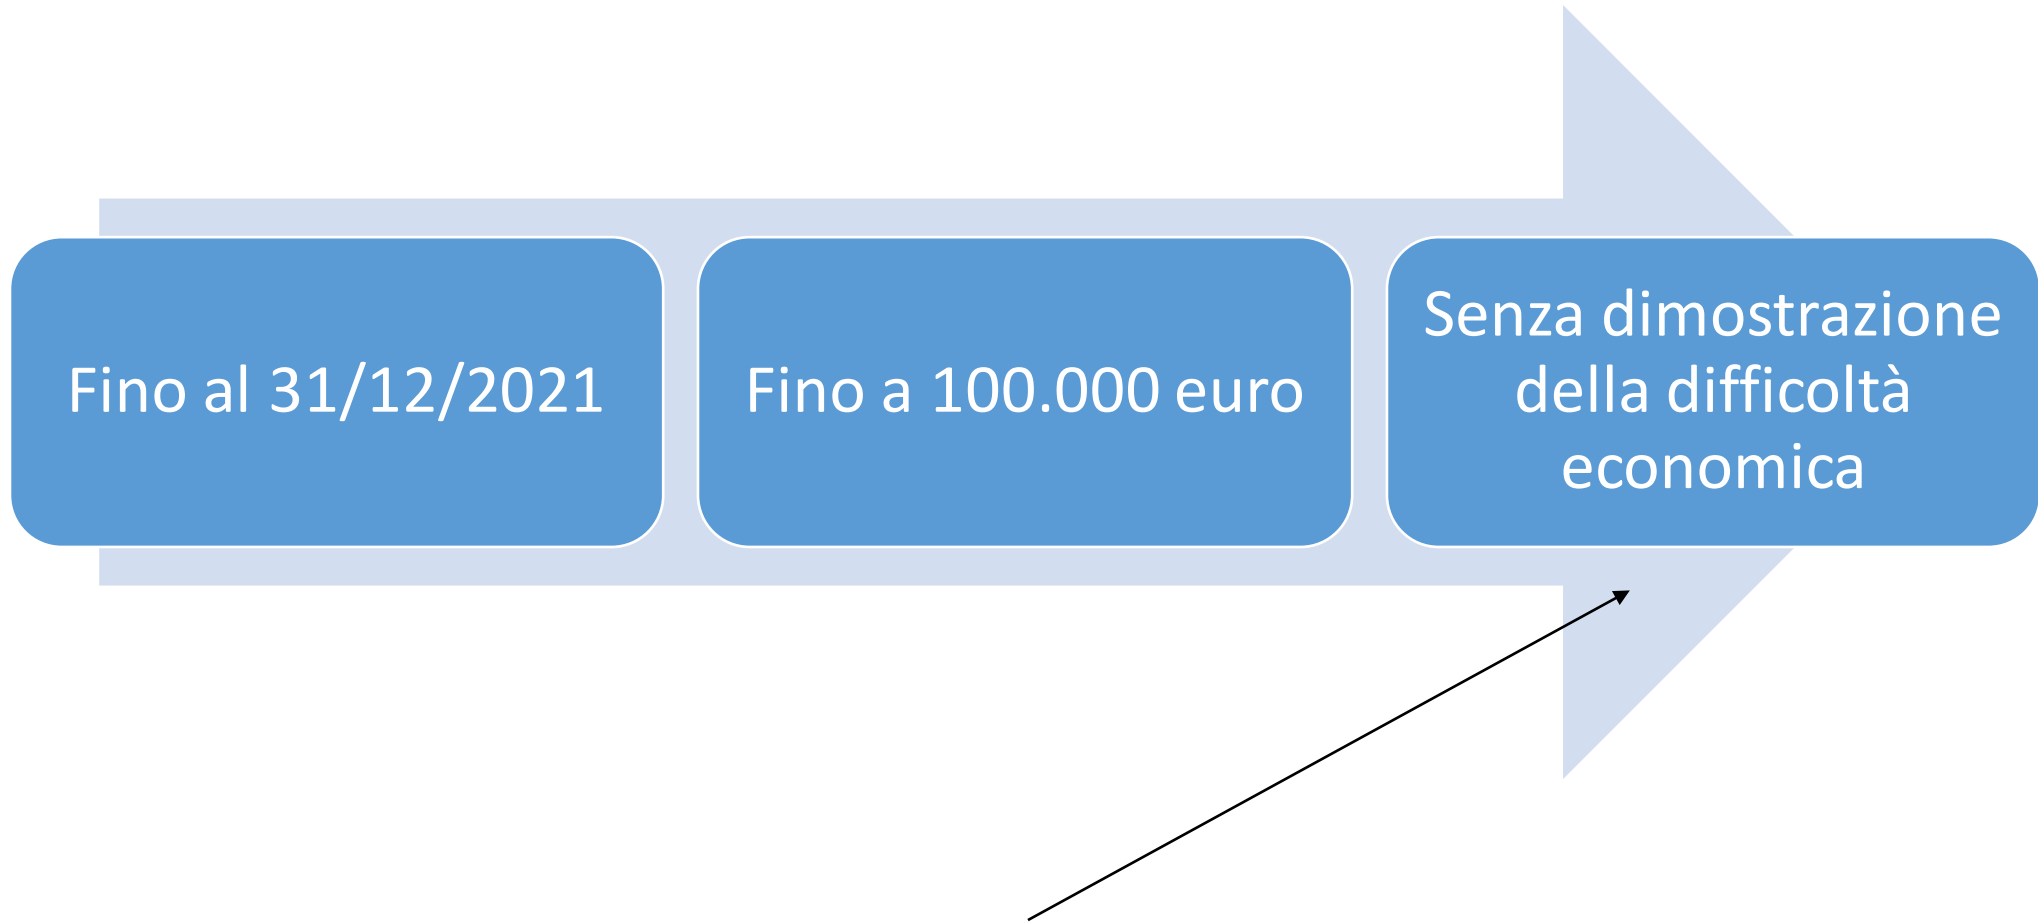 Fino al 31/12/2021
Fino a 100.000 euro
Senza dimostrazione
della difficoltà
economica